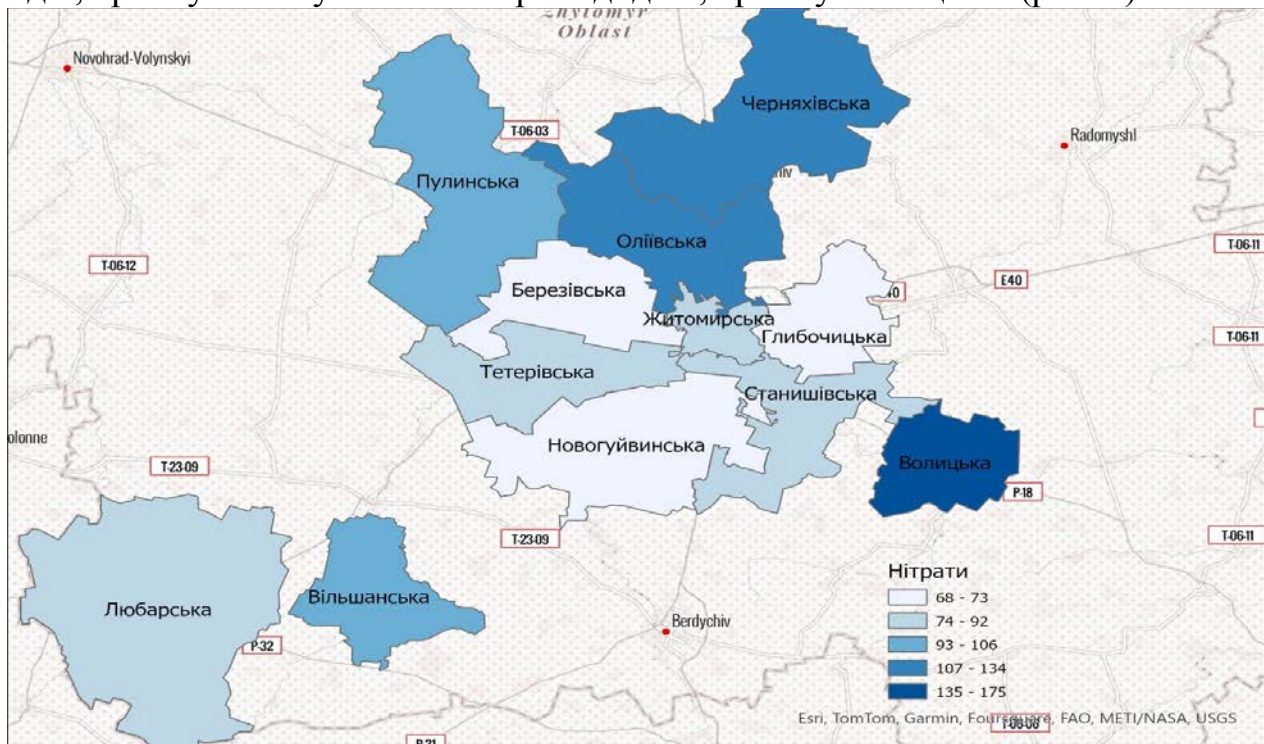 Zhytomyr
Oblast
Novohrad-Volynskyi
Черняхівська
T-06-03
Radomyshl
Пулинська
Оліївська
T-06-11
T-06-12
E40
Березівська
Житомирська
Глибочицька
T-06-11
Тетерівська
Станишівська
olonne
Новогуйвинська
T-23-09
Волицька
P-18
T-23-09
T-06-11
Нітрати
68 - 73
Любарська
Вільшанська
74 - 92
Berdychiv
P-32
93 - 106
107 - 134
135 - 175
Esri, TomTom, Garmin, Foursquare, FAO, METI/NASA, USGS